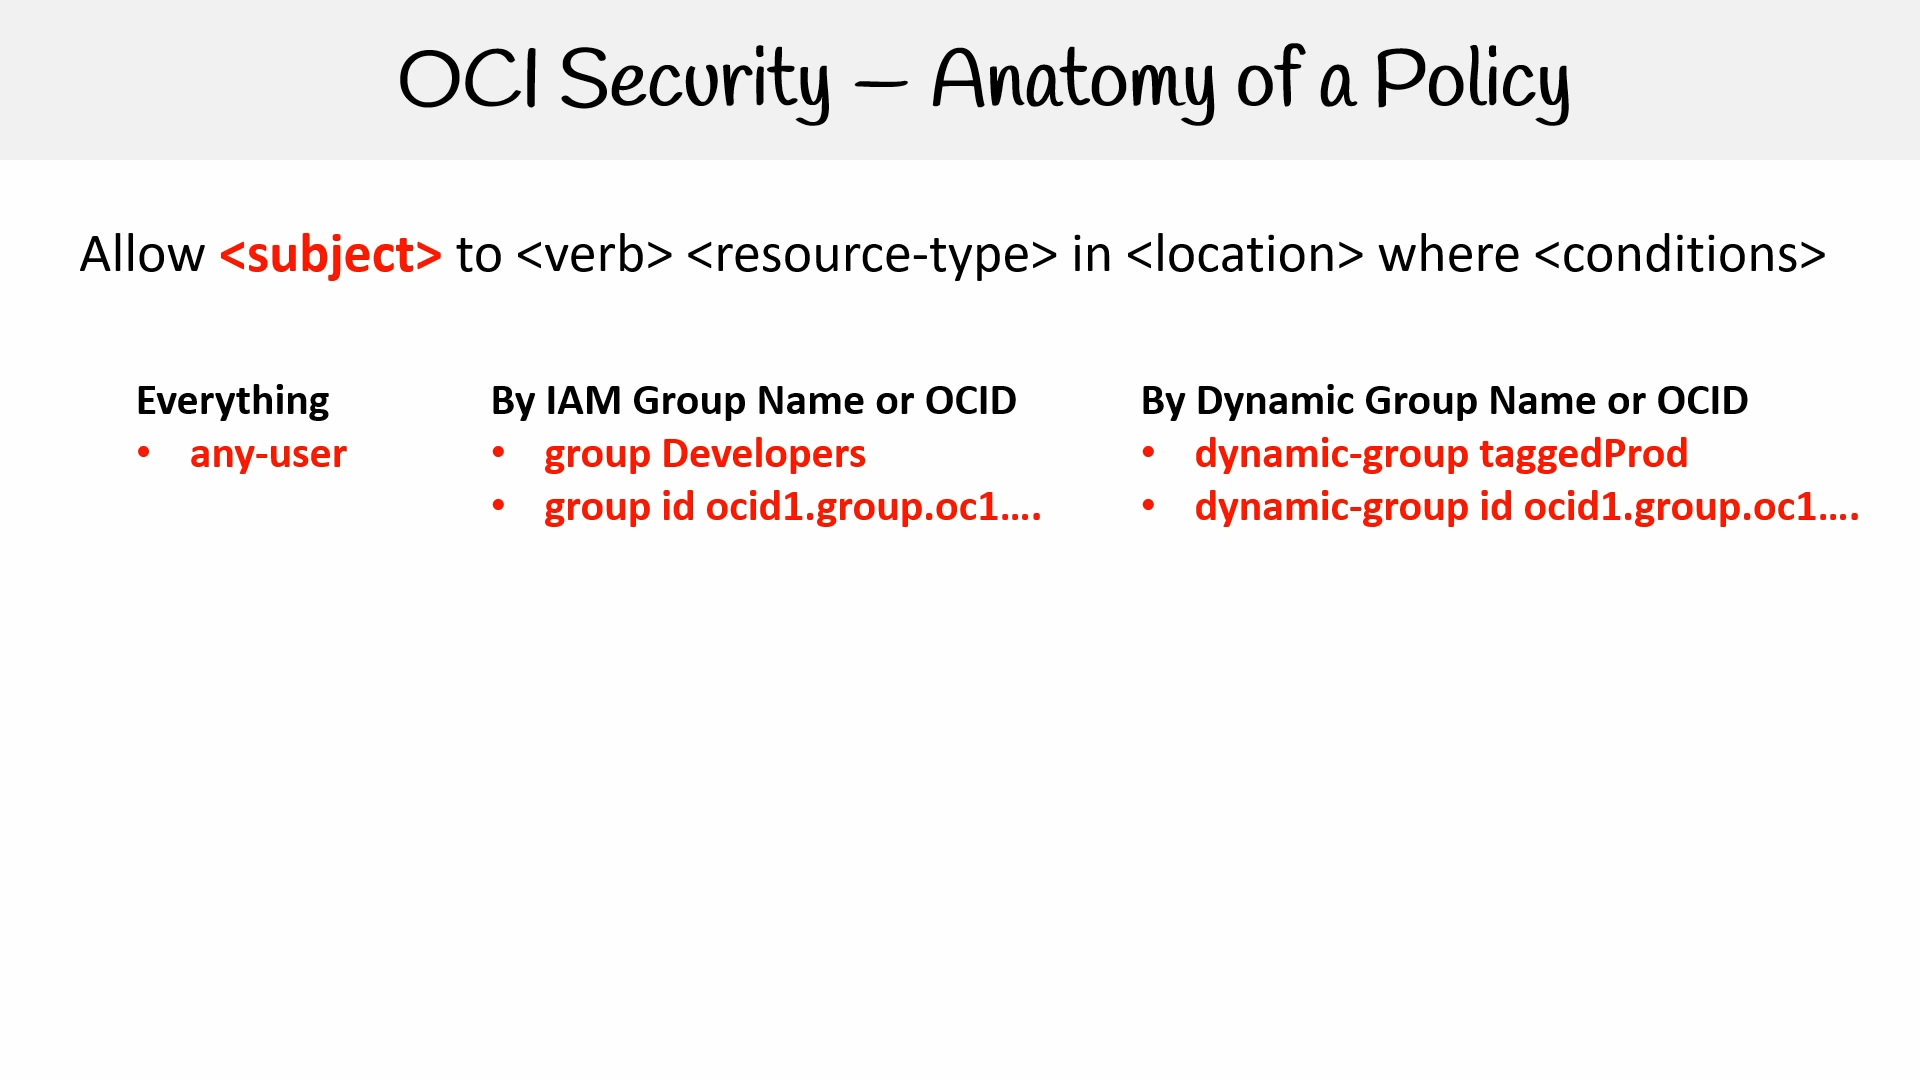 OCI Security – Anatomy of a Policy
Allow <subject> to <verb> <resource-type> in <location> where <conditions>
Everything
• any-user
By IAM Group Name or OCID
• group Developers
• group id ocid1.group.oc1….
By Dynamic Group Name or OCID
• dynamic-group taggedProd
• dynamic-group id ocid1.group.oc1….